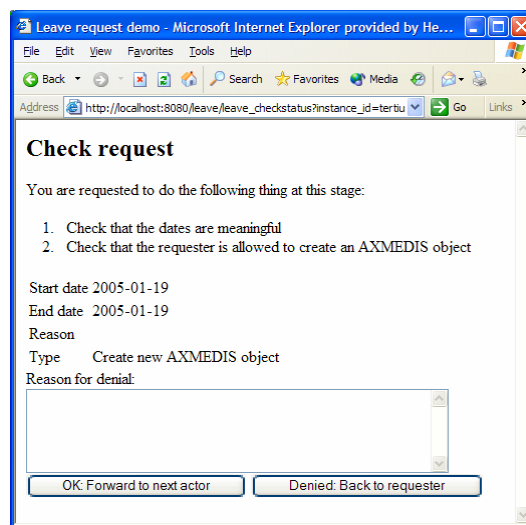 Leave request demo - Microsoft Internet Explorer provided by He...
File Edit View Favorites Tools Help
Back Search Favorites Media
Address http://localhost:8080/leave/leave_checkstatus?instance_id=tertiu Go Links
Check request
You are requested to do the following thing at this stage:
1. Check that the dates are meaningful
2. Check that the requester is allowed to create an AXMEDIS object
Start date 2005-01-19
End date 2005-01-19
Reason
Type Create new AXMEDIS object
Reason for denial:
OK: Forward to next actor Denied: Back to requester